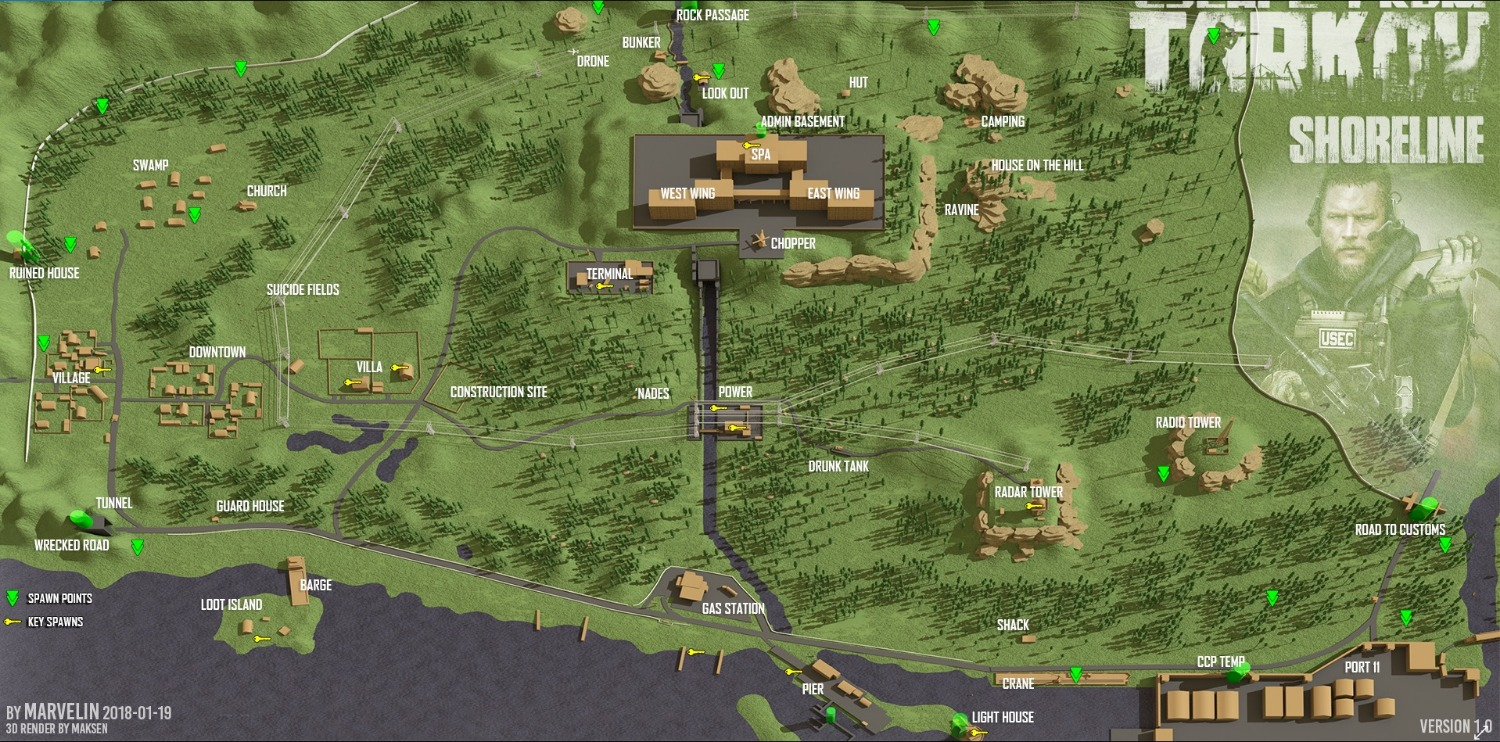 ESCAPE FROM
TARKOV
SHORELINE
USEC
ROCK PASSAGE
BUNKER
DRONE
LOOK OUT
HUT
ADMIN BASEMENT
CAMPING
SPA
SWAMP
HOUSE ON THE HILL
CHURCH
WEST WING
EAST WING
RAVINE
CHOPPER
RUINED HOUSE
TERMINAL
SUICIDE FIELDS
DOWNTOWN
VILLA
VILLAGE
CONSTRUCTION SITE
'NADES
POWER
RADIO TOWER
DRUNK TANK
RADAR TOWER
TUNNEL
GUARD HOUSE
ROAD TO CUSTOMS
WRECKED ROAD
BARGE
SPAWN POINTS
LOOT ISLAND
GAS STATION
KEY SPAWNS
SHACK
CCP TEMP
PORT 11
CRANE
PIER
LIGHT HOUSE
BY MARVELIN 2018-01-19
3D RENDER BY MAKSEN
VERSION 1.0